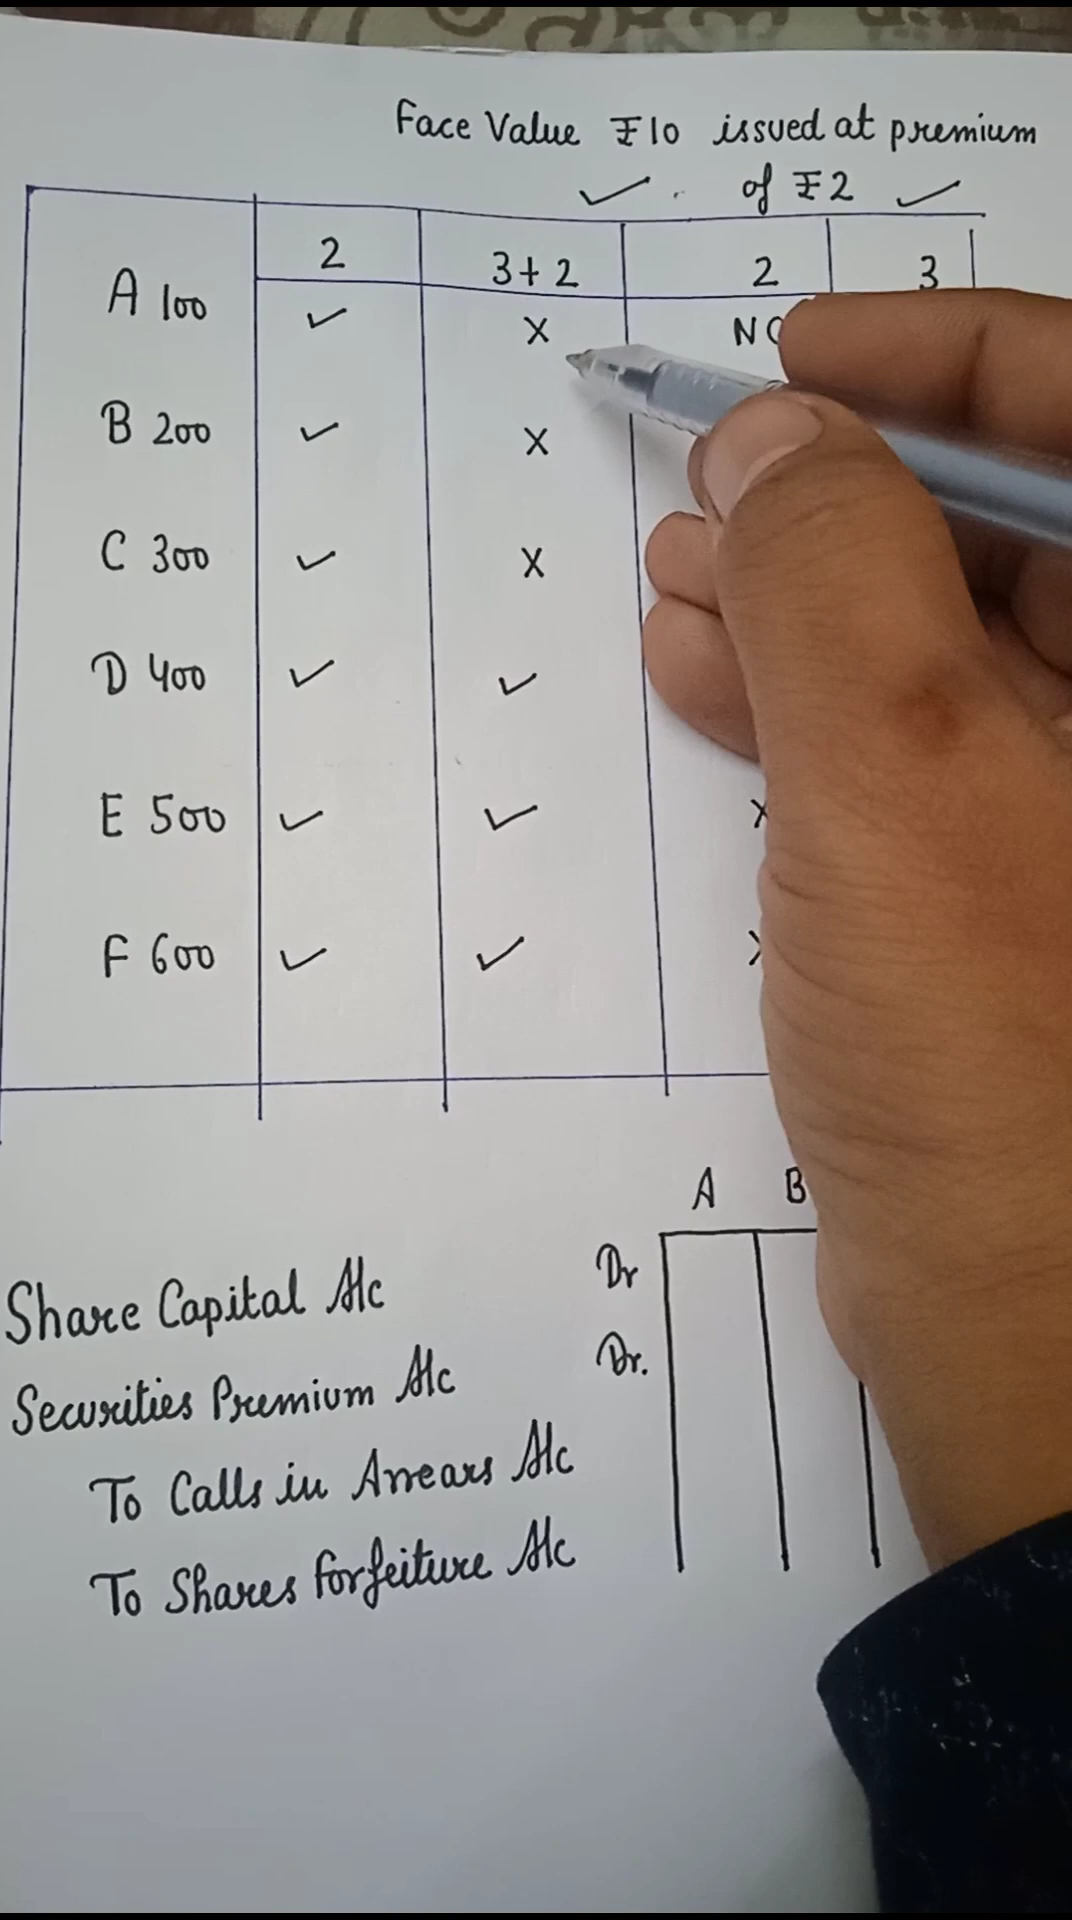 Face Value ₹10 issued at premium
✓ of ₹2 ✓
2 3+2 2 3
A 100 ✓ X
B 200 ✓ X
C 300 ✓ X
D 400 ✓ ✓
E 500 ✓ ✓
F 600 ✓ ✓
A B
Share Capital A/c Dr
Securities Premium A/c Dr.
To Calls in Arrears A/c
To Shares Forfeiture A/c